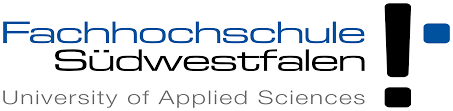 Fachhochschule
Südwestfalen
University of Applied Sciences